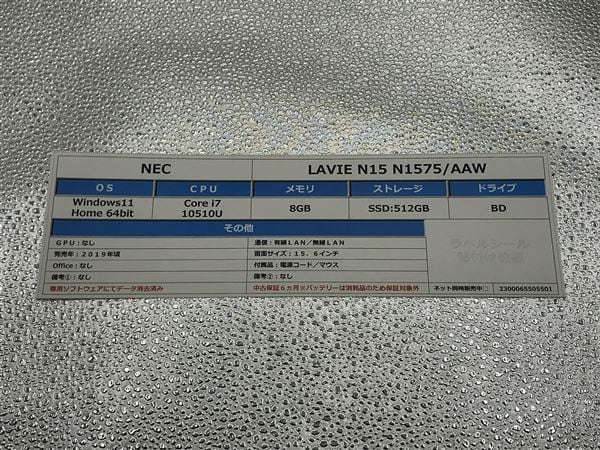 NEC LAVIE N15 N1575/AAW
OS CPU メモリ ストレージ ドライブ
Windows11 Home 64bit Core i7 10510U 8GB SSD:512GB BD
その他
GPU：なし 通信：有線LAN／無線LAN
発売年：2019年頃 画面サイズ：15．6インチ
Office：なし 付属品：電源コード／マウス
備考①：なし 備考②：なし
ラベルシール
貼付け位置
専用ソフトウェアにてデータ消去済み 中古保証6ヵ月※バッテリーは消耗品のため保証対象外 ネット同時販売中□ 2300065505501